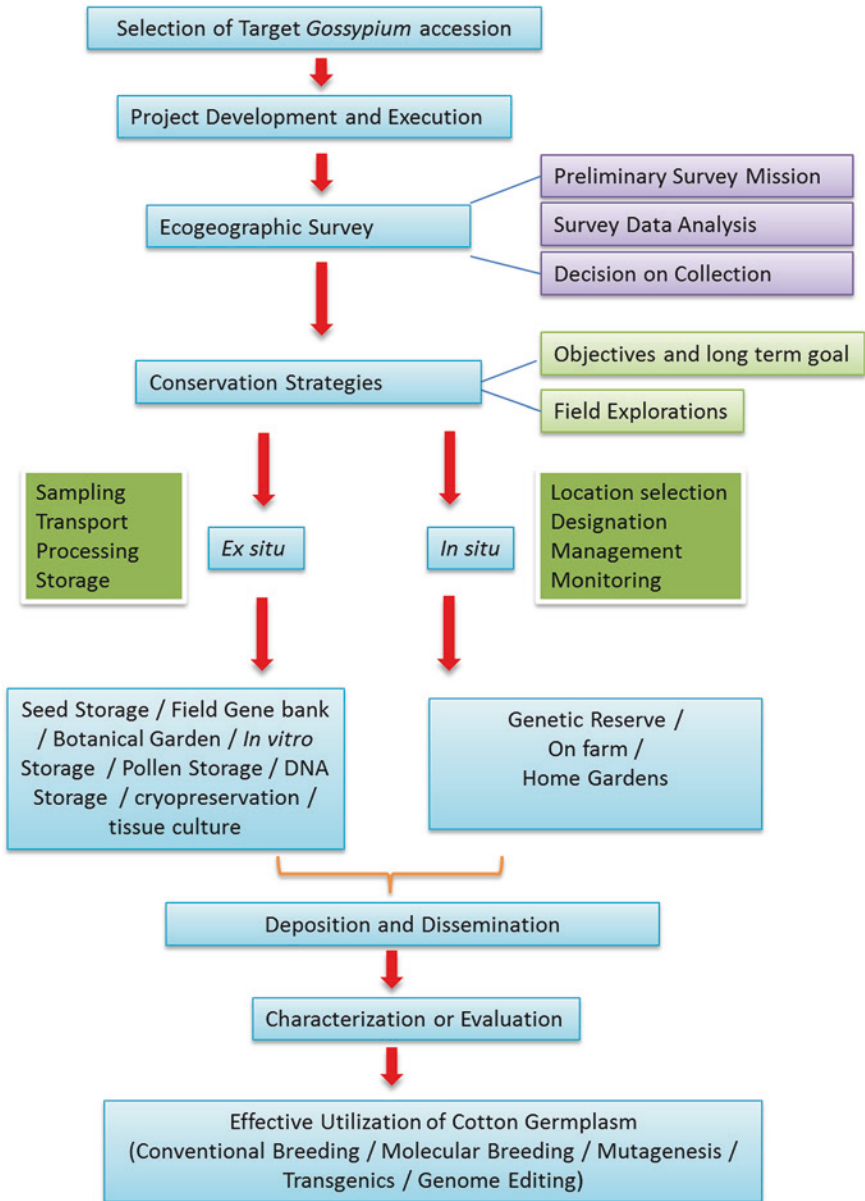 Selection of Target Gossypium accession
Project Development and Execution
Ecogeographic Survey
Preliminary Survey Mission
Survey Data Analysis
Decision on Collection
Conservation Strategies
Objectives and long term goal
Field Explorations
Sampling
Transport
Processing
Storage
Ex situ
In situ
Location selection
Designation
Management
Monitoring
Seed Storage / Field Gene bank
/ Botanical Garden / In vitro
Storage / Pollen Storage / DNA
Storage / cryopreservation /
tissue culture
Genetic Reserve /
On farm /
Home Gardens
Deposition and Dissemination
Characterization or Evaluation
Effective Utilization of Cotton Germplasm
(Conventional Breeding / Molecular Breeding / Mutagenesis /
Transgenics / Genome Editing)